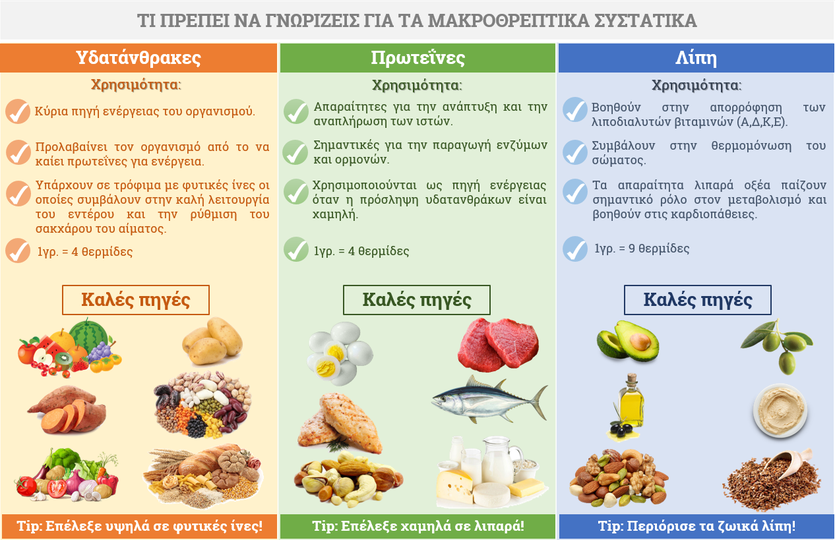 ΤΙ ΠΡΕΠΕΙ ΝΑ ΓΝΩΡΙΖΕΙΣ ΓΙΑ ΤΑ ΜΑΚΡΟΘΡΕΠΤΙΚΑ ΣΥΣΤΑΤΙΚΑ
Υδατάνθρακες
Χρησιμότητα:
Κύρια πηγή ενέργειας του οργανισμού.
Προλαβαίνει τον οργανισμό από το να
καίει πρωτεΐνες για ενέργεια.
Υπάρχουν σε τρόφιμα με φυτικές ίνες οι
οποίες συμβάλουν στην καλή λειτουργία
του εντέρου και την ρύθμιση του
σακχάρου του αίματος.
1γρ. = 4 θερμίδες
Καλές πηγές
Tip: Επέλεξε υψηλά σε φυτικές ίνες!
Πρωτεΐνες
Χρησιμότητα:
Απαραίτητες για την ανάπτυξη και την
αναπλήρωση των ιστών.
Σημαντικές για την παραγωγή ενζύμων
και ορμονών.
Χρησιμοποιούνται ως πηγή ενέργειας
όταν η πρόσληψη υδατανθράκων είναι
χαμηλή.
1γρ. = 4 θερμίδες
Καλές πηγές
Tip: Επέλεξε χαμηλά σε λιπαρά!
Λίπη
Χρησιμότητα:
Βοηθούν στην απορρόφηση των
λιποδιαλυτών βιταμινών (Α,Δ,Κ,Ε).
Συμβάλουν στην θερμομόνωση του
σώματος.
Τα απαραίτητα λιπαρά οξέα παίζουν
σημαντικό ρόλο στον μεταβολισμό και
βοηθούν στις καρδιοπάθειες.
1γρ. = 9 θερμίδες
Καλές πηγές
Tip: Περιόρισε τα ζωικά λίπη!